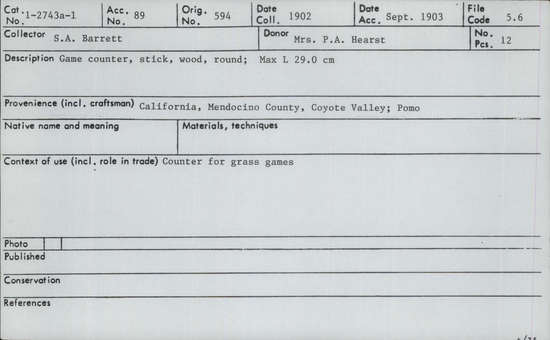 Cat. No. 1-2743a-1 Acc. No. 89 Orig. No. 594 Date Coll. 1902 Date Acc. Sept. 1903 File Code 5.6
Collector S.A. Barrett Donor Mrs. P.A. Hearst No. Pcs. 12
Description Game counter, stick, wood, round; Max L 29.0 cm
Provenience (incl. craftsman) California, Mendocino County, Coyote Valley; Pomo
Native name and meaning Materials, techniques
Context of use (incl. role in trade) Counter for grass games
Photo
Published
Conservation
References